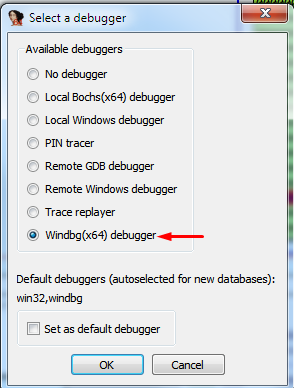 Select a debugger
Available debuggers
No debugger
Local Bochs(x64) debugger
Local Windows debugger
PIN tracer
Remote GDB debugger
Remote Windows debugger
Trace replayer
Windbg(x64) debugger
Default debuggers (autoselected for new databases):
win32,windbg
Set as default debugger
OK Cancel